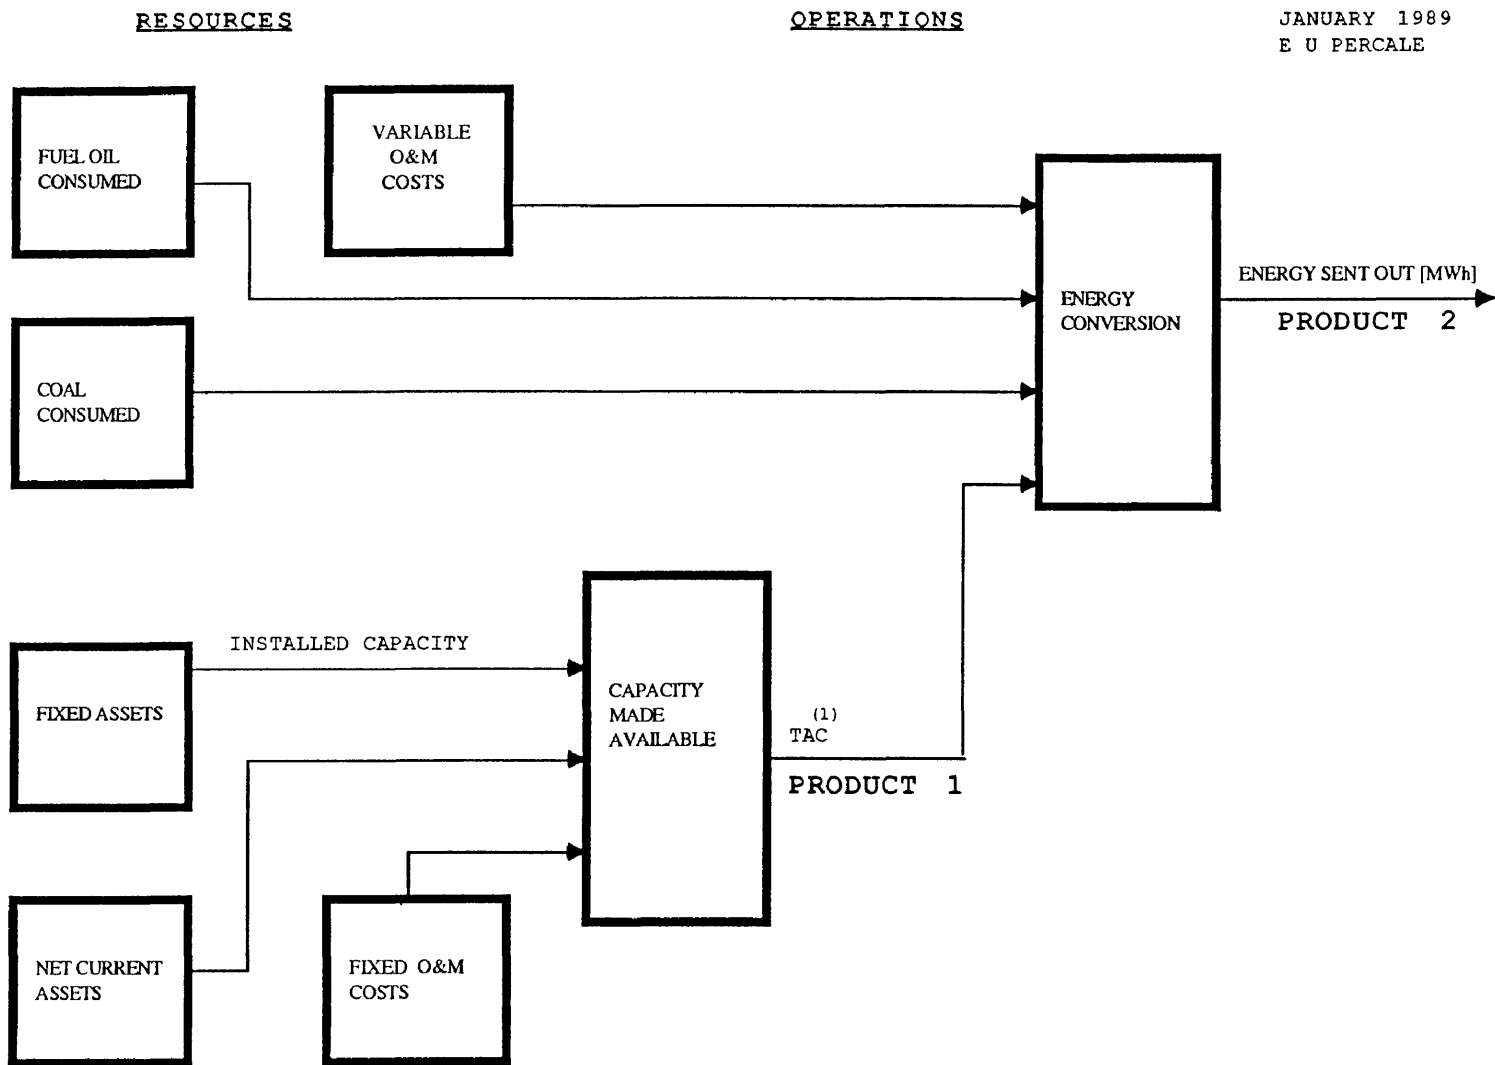 RESOURCES
OPERATIONS
JANUARY 1989
E U PERCALE
FUEL OIL
CONSUMED
VARIABLE
O&M
COSTS
ENERGY SENT OUT [MWh]
PRODUCT 2
ENERGY
CONVERSION
COAL
CONSUMED
INSTALLED CAPACITY
FIXED ASSETS
CAPACITY
MADE
AVAILABLE
(1)
TAC
PRODUCT 1
NET CURRENT
ASSETS
FIXED O&M
COSTS